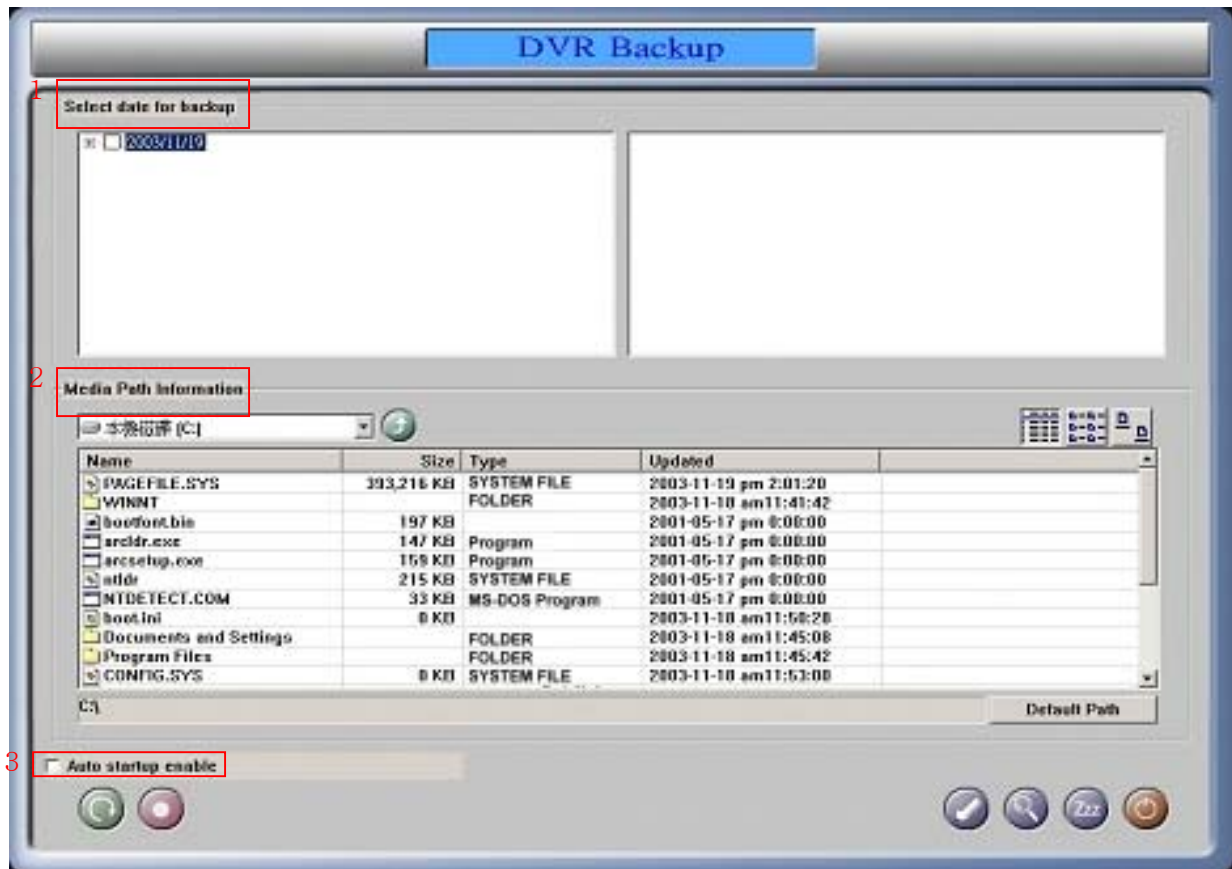 DVR Backup
1
Select date for backup
2003/11/19
2
Media Path Information
本機磁碟 (C:)
Name Size Type Updated
PAGEFILE.SYS 393,216 KB SYSTEM FILE 2003-11-19 pm 2:01:20
WINNT FOLDER 2003-11-18 am11:41:42
bootfont.bin 197 KB 2001-05-17 pm 0:00:00
arcldr.exe 147 KB Program 2001-05-17 pm 0:00:00
arcsetup.exe 159 KB Program 2001-05-17 pm 0:00:00
ntldr 215 KB SYSTEM FILE 2001-05-17 pm 0:00:00
NTDETECT.COM 33 KB MS-DOS Program 2001-05-17 pm 0:00:00
boot.ini 0 KB 2003-11-18 am11:50:28
Documents and Settings FOLDER 2003-11-18 am11:45:08
Program Files FOLDER 2003-11-18 am11:45:42
CONFIG.SYS 0 KB SYSTEM FILE 2003-11-18 am11:53:00
C:\
Default Path
3
Auto startup enable
Zzz